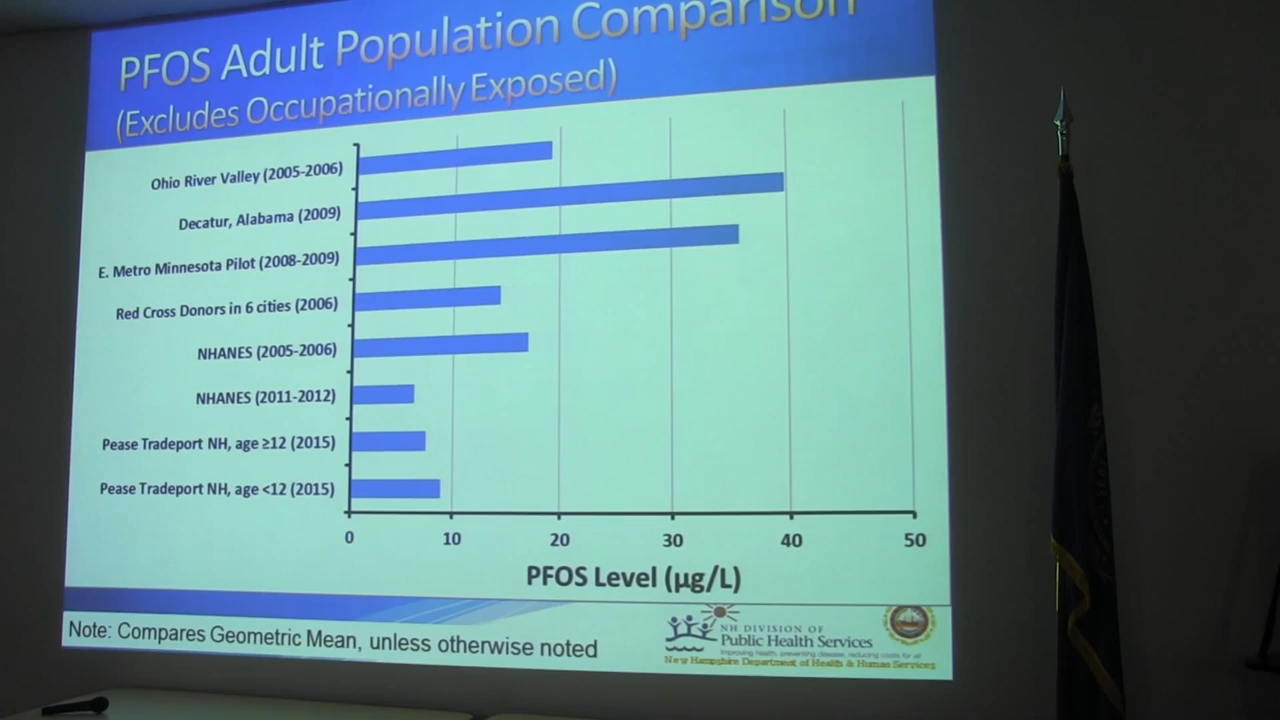 PFOS Adult Population Comparison
(Excludes Occupationally Exposed)
Ohio River Valley (2005-2006)
Decatur, Alabama (2009)
E. Metro Minnesota Pilot (2008-2009)
Red Cross Donors in 6 cities (2006)
NHANES (2005-2006)
NHANES (2011-2012)
Pease Tradeport NH, age ≥12 (2015)
Pease Tradeport NH, age <12 (2015)
0 10 20 30 40 50
PFOS Level (µg/L)
Note: Compares Geometric Mean, unless otherwise noted
NH DIVISION OF
Public Health Services
Improving health, preventing disease, reducing costs for all
New Hampshire Department of Health & Human Services